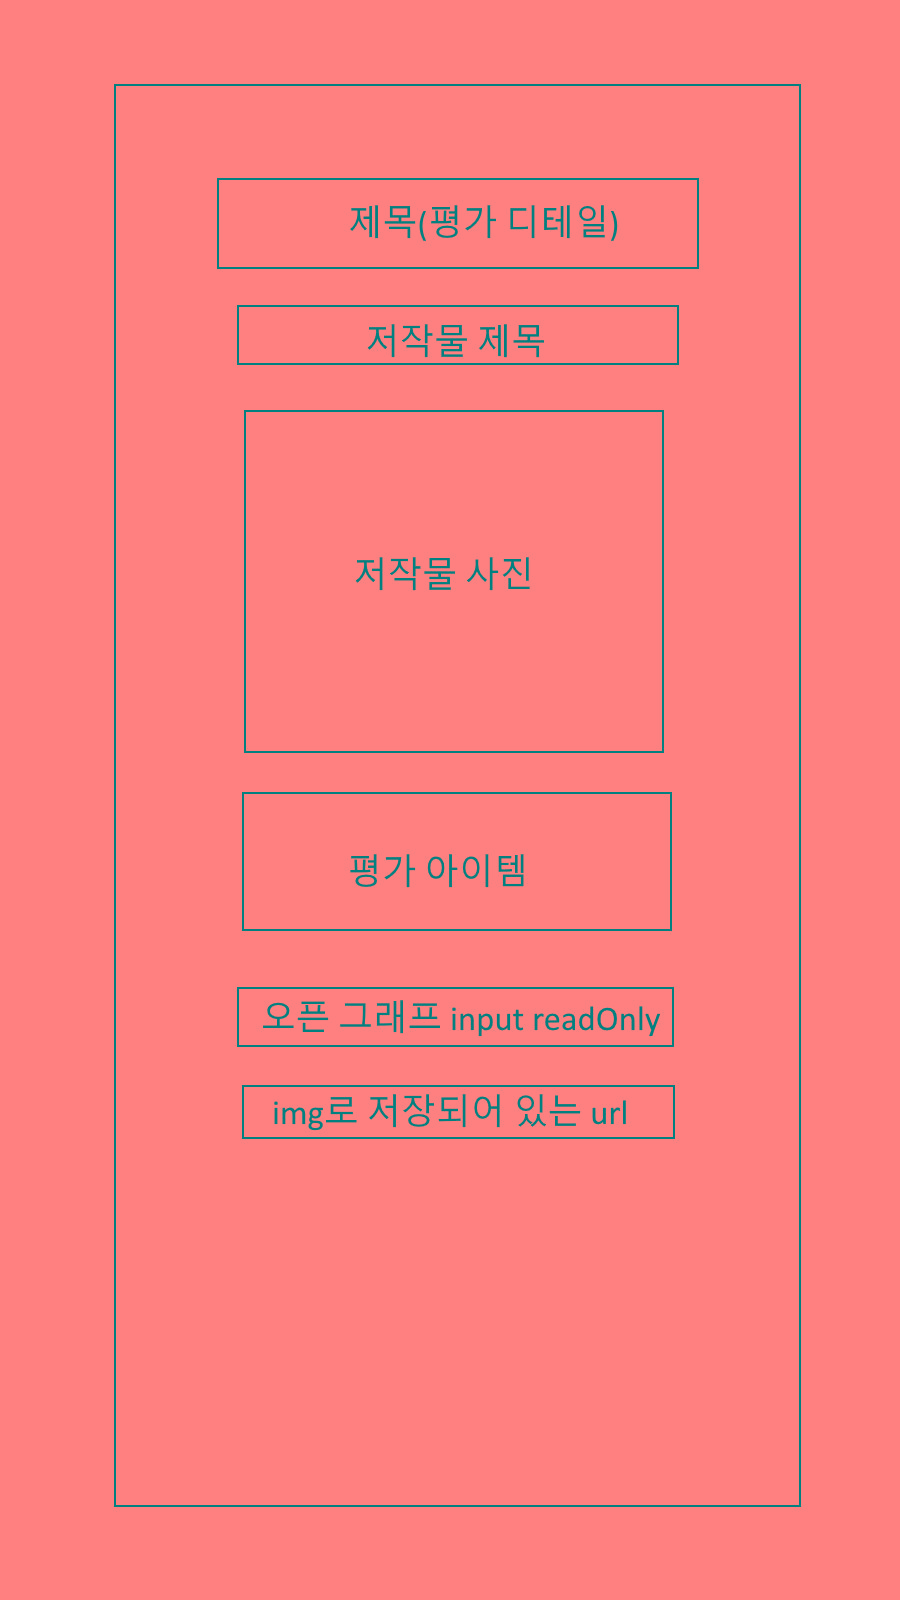 제목(평가 디테일)
저작물 제목
저작물 사진
평가 아이템
오픈 그래프 input readOnly
img로 저장되어 있는 url